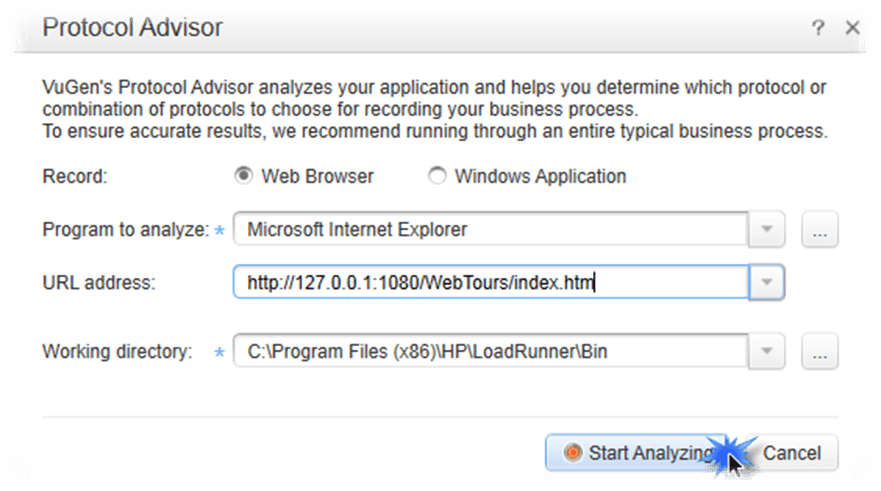 Protocol Advisor ? ×
VuGen's Protocol Advisor analyzes your application and helps you determine which protocol or
combination of protocols to choose for recording your business process.
To ensure accurate results, we recommend running through an entire typical business process.
Record: Web Browser Windows Application
Program to analyze: * Microsoft Internet Explorer ...
URL address: http://127.0.0.1:1080/WebTours/index.htm
Working directory: * C:\Program Files (x86)\HP\LoadRunner\Bin ...
Start Analyzing Cancel